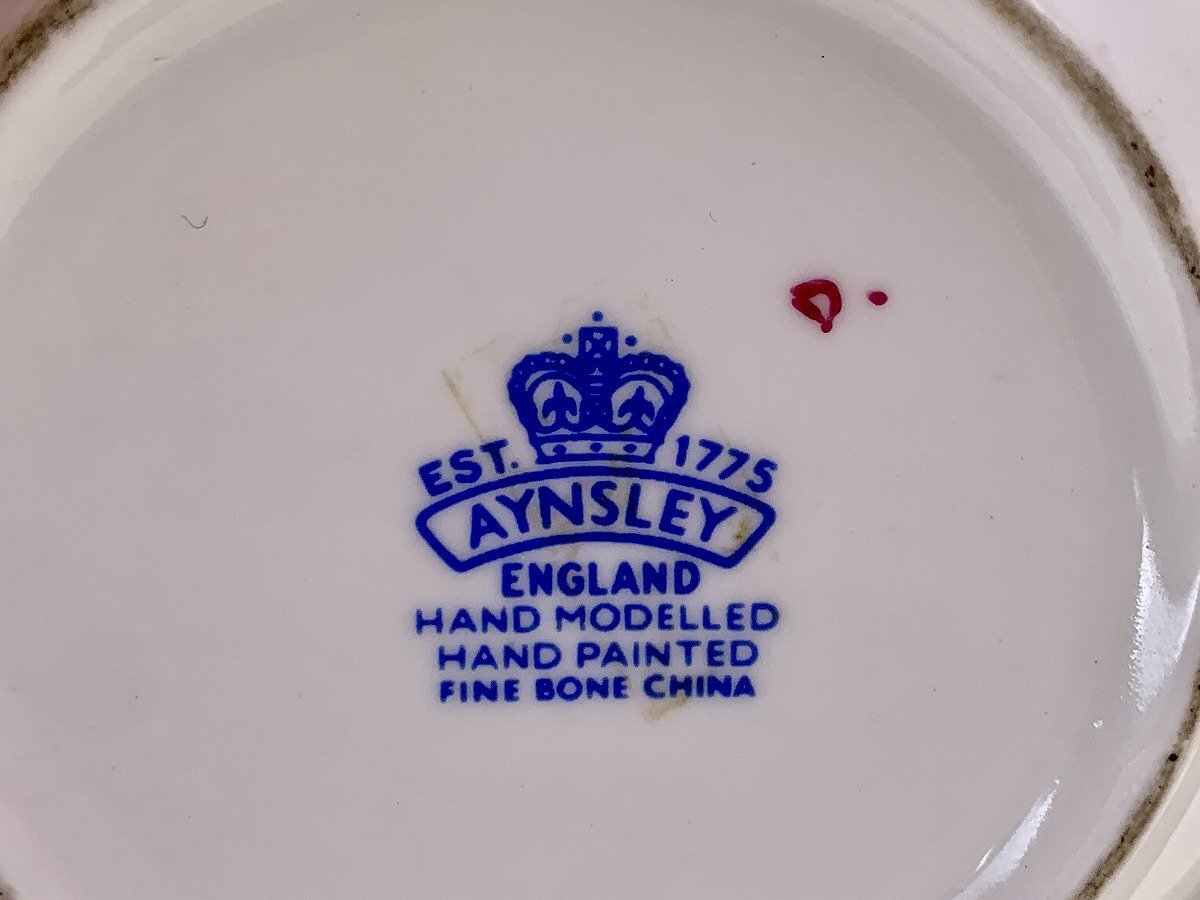 EST. 1775
AYNSLEY
ENGLAND
HAND MODELLED
HAND PAINTED
FINE BONE CHINA